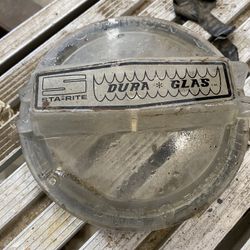 STA-RITE
DURA * GLAS